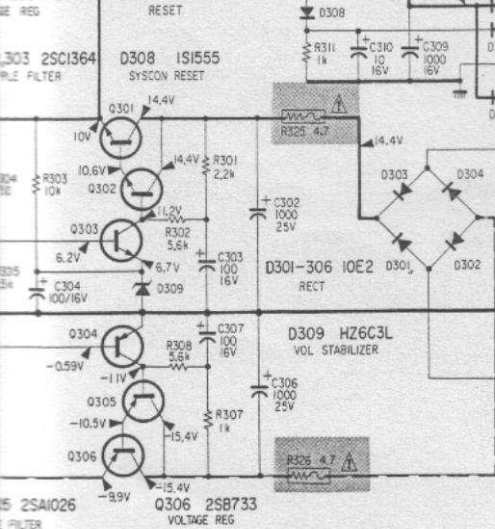 REG
RESET
D308
303 2SC1364
D308 1S1555
FILTER
SYSCON RESET
R311
1k
C310
10
16V
C309
1000
16V
Q301
14.4V
10V
R325 4.7
14.4V
10.6V
14.4V
R301
2.2k
D303
D304
R303
10k
Q302
11.2V
C302
1000
25V
Q303
R302
5.6k
6.2V
6.7V
C303
100
16V
D301
D302
D301-306 10E2
RECT
C304
100/16V
D309
Q304
C307
100
16V
D309 HZ6C3L
VOL STABILIZER
R308
5.6k
-0.59V
-1.1V
C306
1000
25V
Q305
R307
1k
-10.5V
-15.4V
Q306
R326 4.7
-9.9V
-15.4V
2SA1026
Q306 2SB733
FILTER
VOLTAGE REG